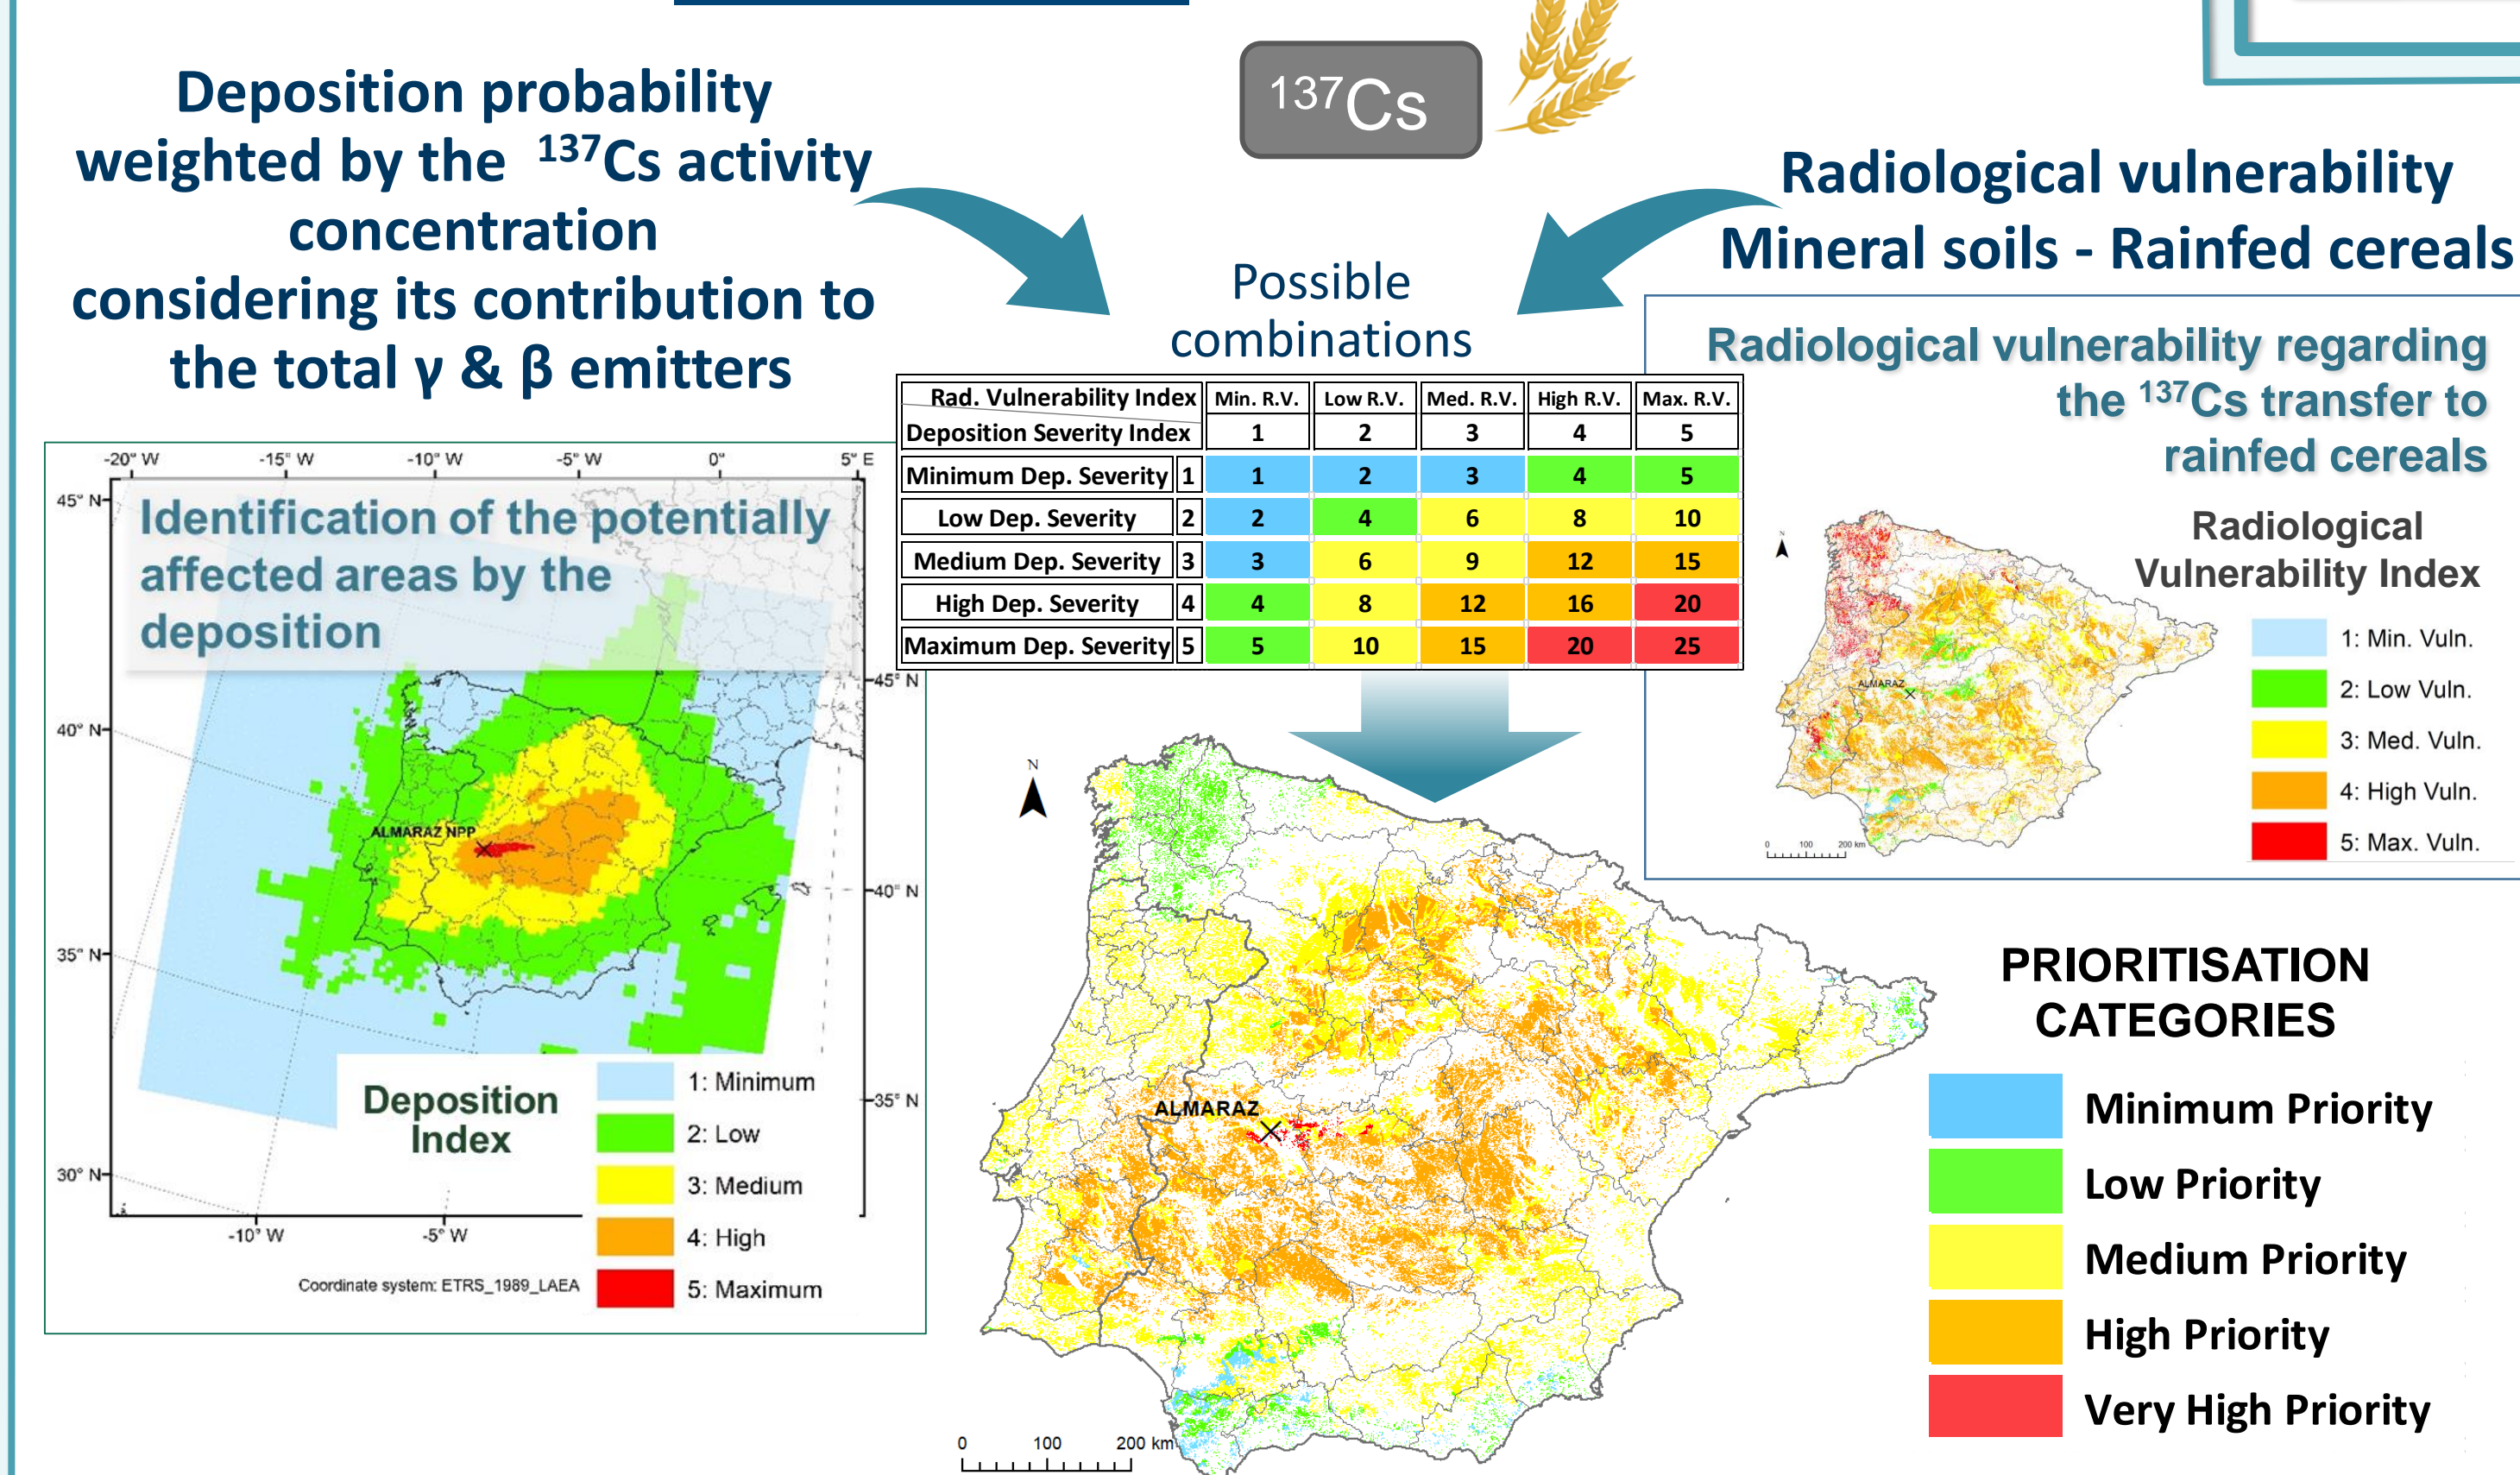 ¹³⁷Cs
Deposition probability
weighted by the ¹³⁷Cs activity
concentration
considering its contribution to
the total γ & β emitters
Possible
combinations
Radiological vulnerability
Mineral soils - Rainfed cereals
Rad. Vulnerability Index Min. R.V. Low R.V. Med. R.V. High R.V. Max. R.V.
Deposition Severity Index 1 2 3 4 5
Minimum Dep. Severity 1 1 2 3 4 5
Low Dep. Severity 2 2 4 6 8 10
Medium Dep. Severity 3 3 6 9 12 15
High Dep. Severity 4 4 8 12 16 20
Maximum Dep. Severity 5 5 10 15 20 25
-20° W -15° W -10° W -5° W 0° 5° E
45° N
40° N
35° N
30° N
45° N
40° N
35° N
-10° W -5° W
Identification of the potentially
affected areas by the
deposition
ALMARAZ NPP
Deposition
Index
1: Minimum
2: Low
3: Medium
4: High
5: Maximum
Coordinate system: ETRS_1989_LAEA
Radiological vulnerability regarding
the ¹³⁷Cs transfer to
rainfed cereals
Radiological
Vulnerability Index
N
ALMARAZ
0 100 200 km
1: Min. Vuln.
2: Low Vuln.
3: Med. Vuln.
4: High Vuln.
5: Max. Vuln.
N
ALMARAZ
0 100 200 km
PRIORITISATION
CATEGORIES
Minimum Priority
Low Priority
Medium Priority
High Priority
Very High Priority